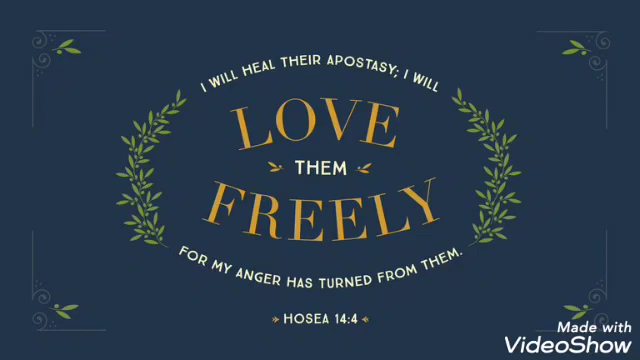 I WILL HEAL THEIR APOSTASY; I WILL
LOVE
THEM
FREELY
FOR MY ANGER HAS TURNED FROM THEM.
HOSEA 14:4
Made with
VideoShow